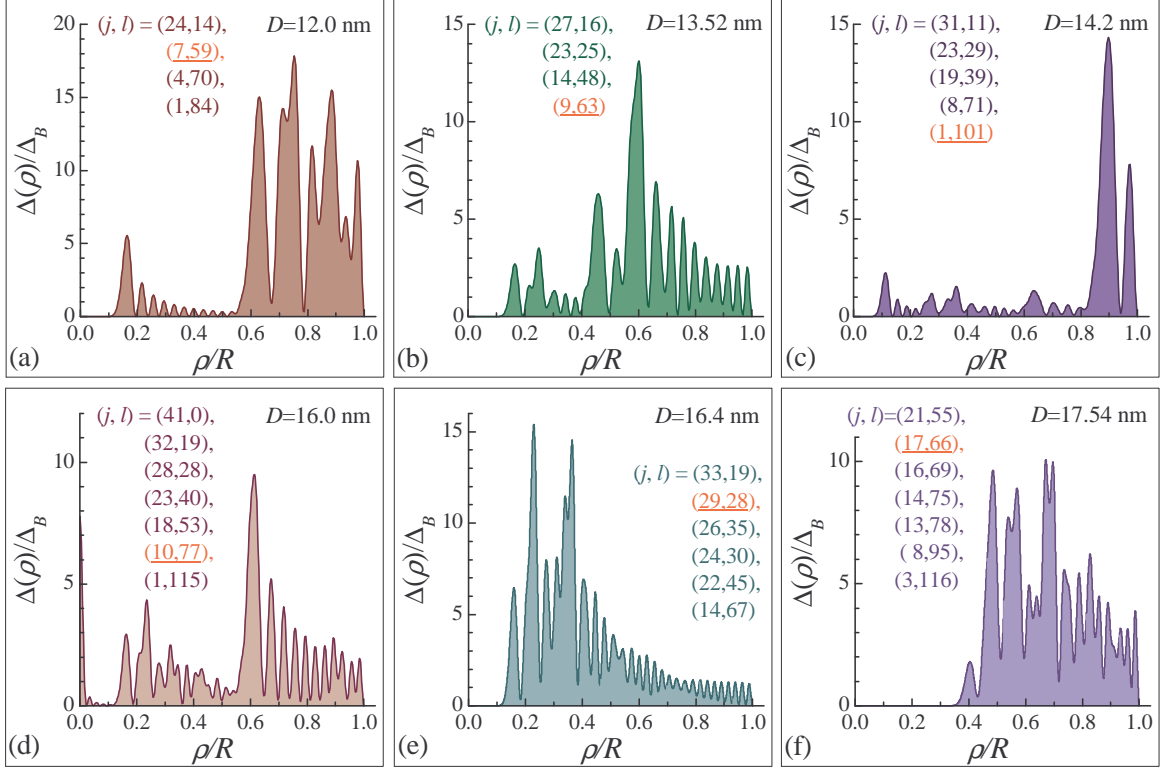 (j, l) = (24,14),
(7,59),
(4,70),
(1,84)
D=12.0 nm
Δ(ρ)/Δ_B
20
15
10
5
0
0.0 0.2 0.4 0.6 0.8 1.0
ρ/R
(a)
(j, l) = (27,16),
(23,25),
(14,48),
(9,63)
D=13.52 nm
Δ(ρ)/Δ_B
15
10
5
0
0.0 0.2 0.4 0.6 0.8 1.0
ρ/R
(b)
(j, l) = (31,11),
(23,29),
(19,39),
(8,71)
(1,101)
D=14.2 nm
Δ(ρ)/Δ_B
15
10
5
0
0.0 0.2 0.4 0.6 0.8 1.0
ρ/R
(c)
(j, l) = (41,0),
(32,19),
(28,28),
(23,40),
(18,53),
(10,77),
(1,115)
D=16.0 nm
Δ(ρ)/Δ_B
10
5
0
0.0 0.2 0.4 0.6 0.8 1.0
ρ/R
(d)
D=16.4 nm
(j, l) = (33,19),
(29,28),
(26,35),
(24,30),
(22,45),
(14,67)
Δ(ρ)/Δ_B
15
10
5
0
0.0 0.2 0.4 0.6 0.8 1.0
ρ/R
(e)
(j, l)=(21,55),
(17,66),
(16,69),
(14,75),
(13,78),
( 8,95),
(3,116)
D=17.54 nm
Δ(ρ)/Δ_B
10
5
0
0.0 0.2 0.4 0.6 0.8 1.0
ρ/R
(f)